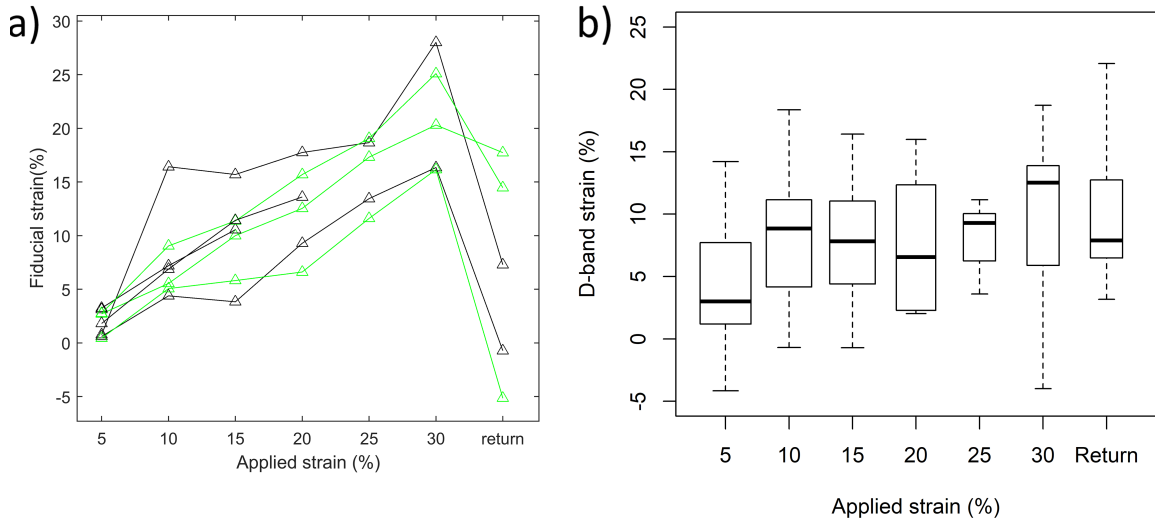 a)
Fiducial strain(%)
30
25
20
15
10
5
0
-5
5 10 15 20 25 30 return
Applied strain (%)
b)
D-band strain (%)
25
20
15
10
5
0
-5
5 10 15 20 25 30 Return
Applied strain (%)